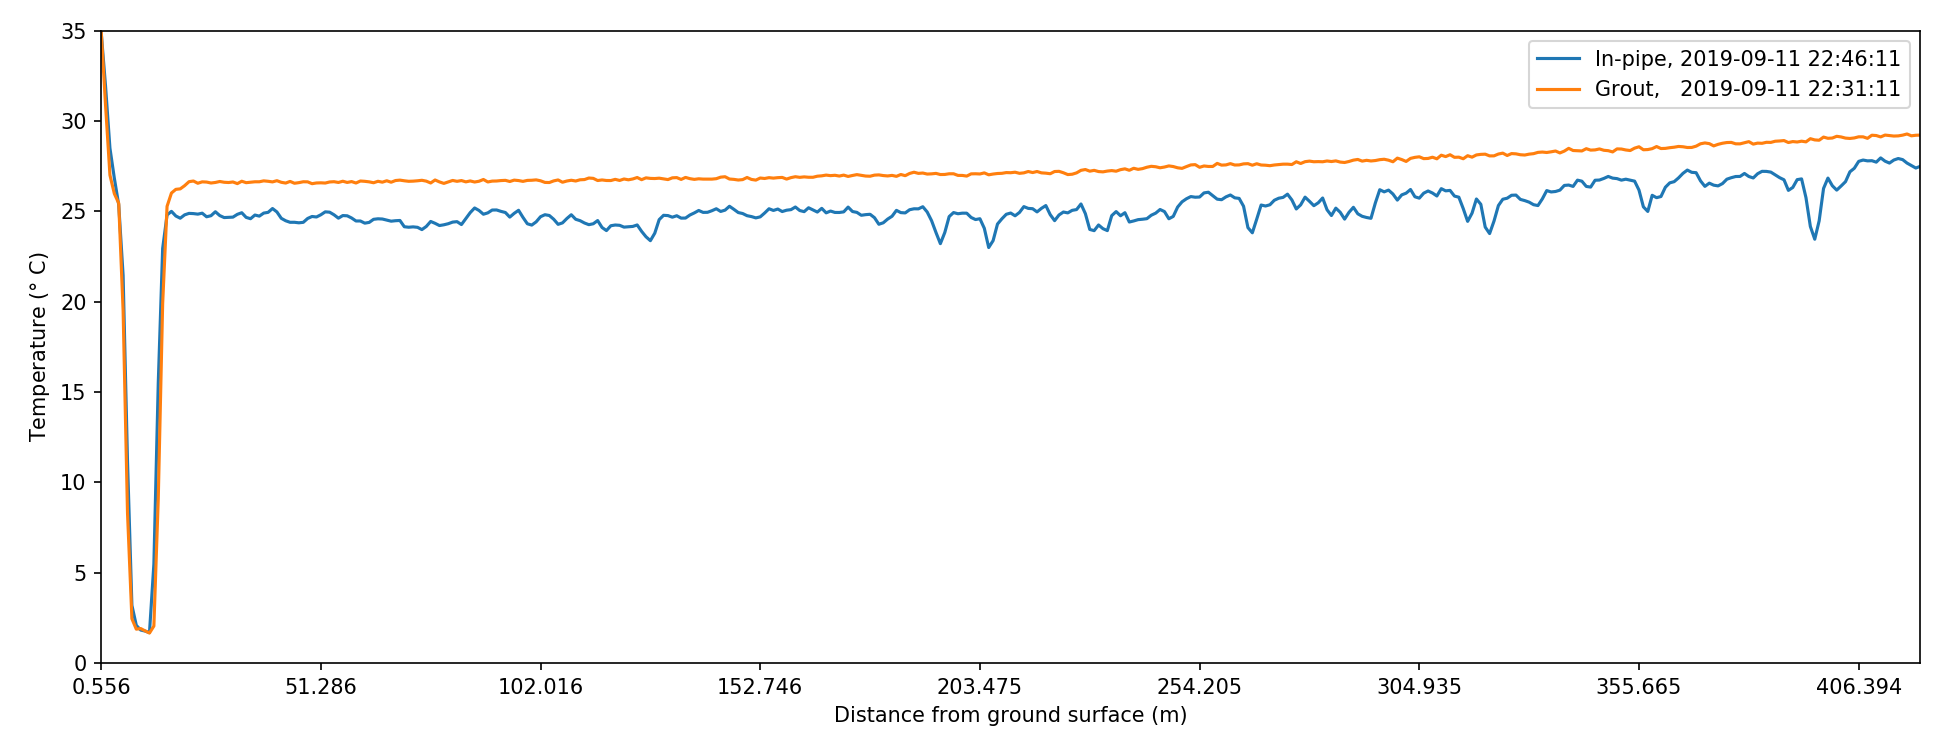 35
30
25
20
15
10
5
0
Temperature (° C)
In-pipe, 2019-09-11 22:46:11
Grout, 2019-09-11 22:31:11
0.556 51.286 102.016 152.746 203.475 254.205 304.935 355.665 406.394
Distance from ground surface (m)